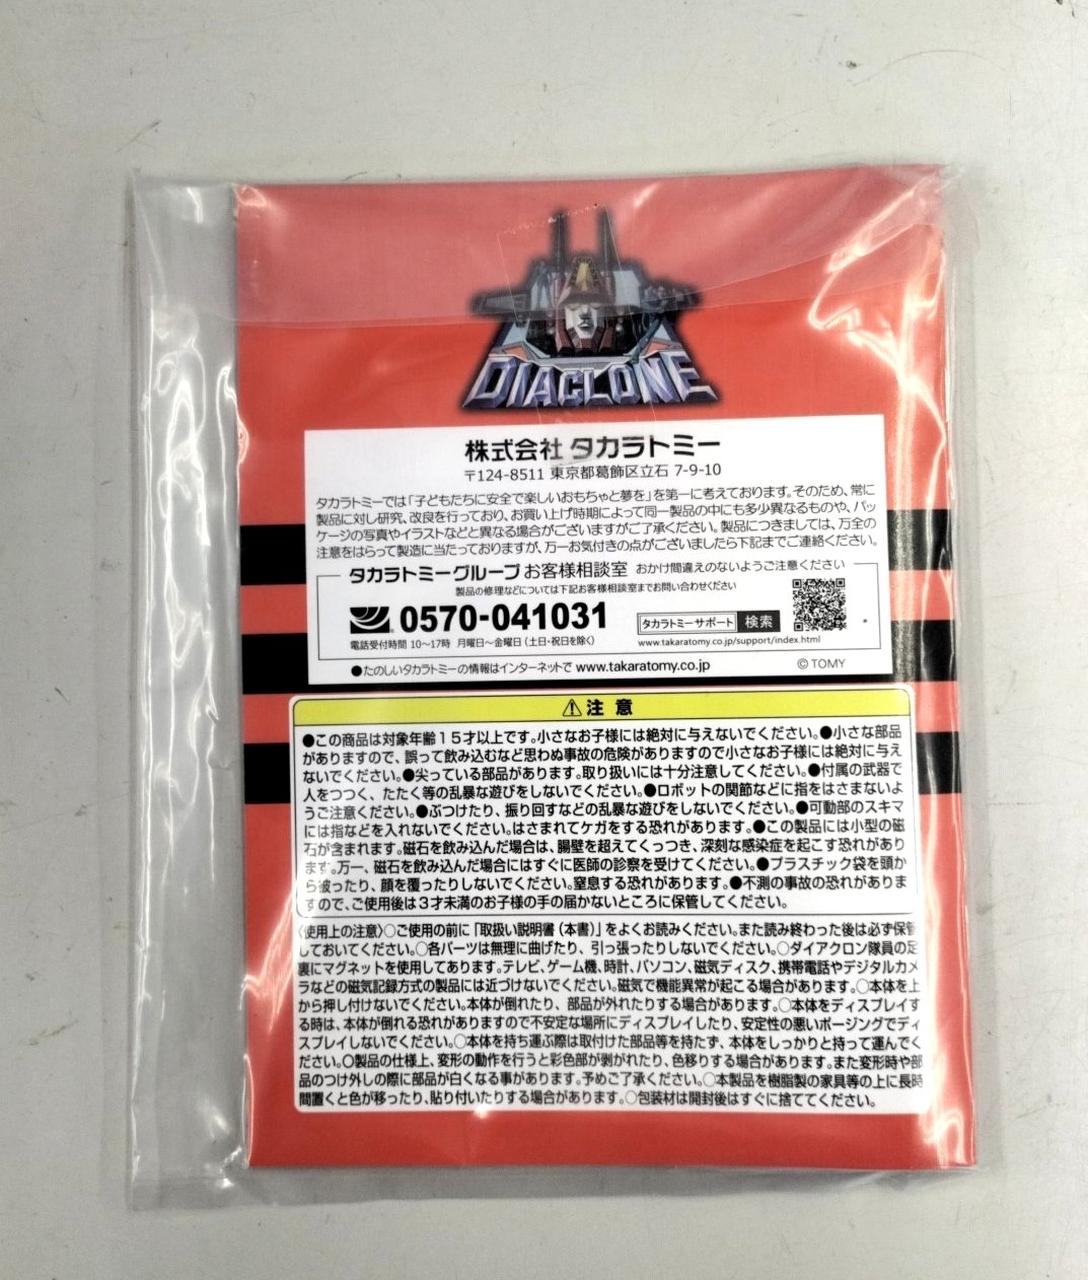 DIACLONE
株式会社 タカラトミー
〒124-8511 東京都葛飾区立石 7-9-10
タカラトミーでは「子どもたちに安全で楽しいおもちゃと夢を」を第一に考えております。そのため、常に
製品に対し研究、改良を行っており、お買い上げ時期によって同一製品の中にも多少異なるものや、パッ
ケージの写真やイラストなどと異なる場合がございますがご了承ください。製品につきましては、万全の
注意をはらって製造に当たっておりますが、万一お気付きの点がございましたら下記までご連絡ください。
タカラトミーグループ お客様相談室 おかけ間違えのないようご注意ください
製品の修理などについては下記お客様相談室までお問い合わせください
0570-041031
タカラトミーサポート 検索
電話受付時間 10〜17時 月曜日〜金曜日(土日・祝日を除く)
www.takaratomy.co.jp/support/index.html
●たのしいタカラトミーの情報はインターネットで www.takaratomy.co.jp
© TOMY
⚠注意
●この商品は対象年齢15才以上です。小さなお子様には絶対に与えないでください。●小さな部品
がありますので、誤って飲み込むなど思わぬ事故の危険がありますので小さなお子様には絶対に与え
ないでください。●尖っている部品があります。取り扱いには十分注意してください。●付属の武器で
人をつつく、たたく等の乱暴な遊びをしないでください。●ロボットの関節などに指をはさまないよ
うご注意ください。●ぶつけたり、振り回すなどの乱暴な遊びをしないでください。●可動部のスキマ
には指などを入れないでください。はさまれてケガをする恐れがあります。●この製品には小型の磁
石が含まれます。磁石を飲み込んだ場合は、腸壁を超えてくっつき、深刻な感染症を起こす恐れがあり
ます。万一、磁石を飲み込んだ場合にはすぐに医師の診察を受けてください。●プラスチック袋を頭か
ら被ったり、顔を覆ったりしないでください。窒息する恐れがあります。●不測の事故の恐れがありま
すので、ご使用後は3才未満のお子様の手の届かないところに保管してください。
〈使用上の注意〉○ご使用の前に「取扱い説明書(本書)」をよくお読みください。また読み終わった後は必ず保管
しておいてください。○各パーツは無理に曲げたり、引っ張ったりしないでください。○ダイアクロン隊員の足
裏にマグネットを使用してあります。テレビ、ゲーム機、時計、パソコン、磁気ディスク、携帯電話やデジタルカメ
ラなどの磁気記録方式の製品には近づけないでください。磁気で機能異常が起こる場合があります。○本体を上
から押し付けないでください。本体が倒れたり、部品が外れたりする場合があります。○本体をディスプレイす
る時は、本体が倒れる恐れがありますので不安定な場所にディスプレイしたり、安定性の悪いポージングでディ
スプレイしないでください。○本体を持ち運ぶ際は取付けた部品等を持たず、本体をしっかりと持って運んでく
ださい。○製品の仕様上、変形の動作を行うと彩色部が剥がれたり、色移りする場合があります。また変形時や部
品のつけ外しの際に部品が白くなる事があります。予めご了承ください。○本製品を樹脂製の家具等の上に長時
間置くと色が移ったり、貼り付いたりする場合があります。○包装材は開封後はすぐに捨ててください。